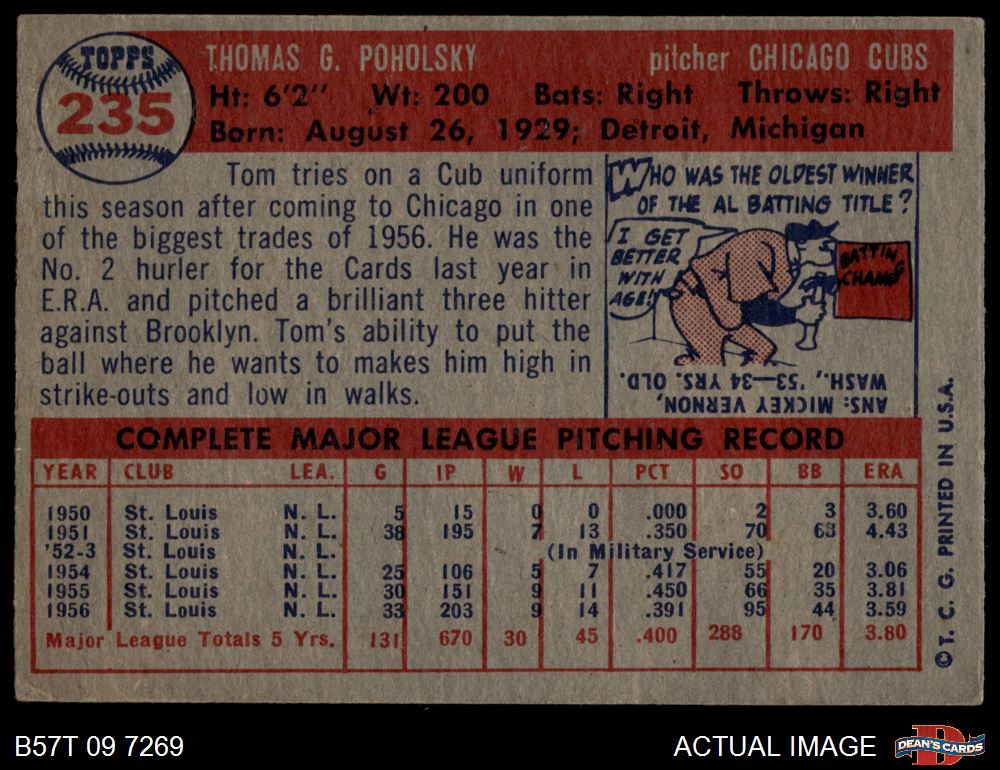 TOPPS
235
THOMAS G. POHOLSKY pitcher CHICAGO CUBS
Ht: 6'2" Wt: 200 Bats: Right Throws: Right
Born: August 26, 1929; Detroit, Michigan
Tom tries on a Cub uniform
this season after coming to Chicago in one
of the biggest trades of 1956. He was the
No. 2 hurler for the Cards last year in
E.R.A. and pitched a brilliant three hitter
against Brooklyn. Tom's ability to put the
ball where he wants to makes him high in
strike-outs and low in walks.
WHO WAS THE OLDEST WINNER
OF THE AL BATTING TITLE?
I GET
BETTER
WITH
AGE!
BATTING
CHAMP
ANS: MICKEY VERNON,
WASH., '53—34 YRS. OLD.
COMPLETE MAJOR LEAGUE PITCHING RECORD
YEAR CLUB LEA. G IP W L PCT SO BB ERA
1950 St. Louis N. L. 5 15 0 0 .000 2 3 3.60
1951 St. Louis N. L. 38 195 7 13 .350 70 63 4.43
'52-3 St. Louis N. L. (In Military Service)
1954 St. Louis N. L. 25 106 5 7 .417 55 20 3.06
1955 St. Louis N. L. 30 151 9 11 .450 66 35 3.81
1956 St. Louis N. L. 33 203 9 14 .391 95 44 3.59
Major League Totals 5 Yrs. 131 670 30 45 .400 288 170 3.80
© T. C. G. PRINTED IN U.S.A.
B57T 09 7269
ACTUAL IMAGE
D
DEAN'S CARDS